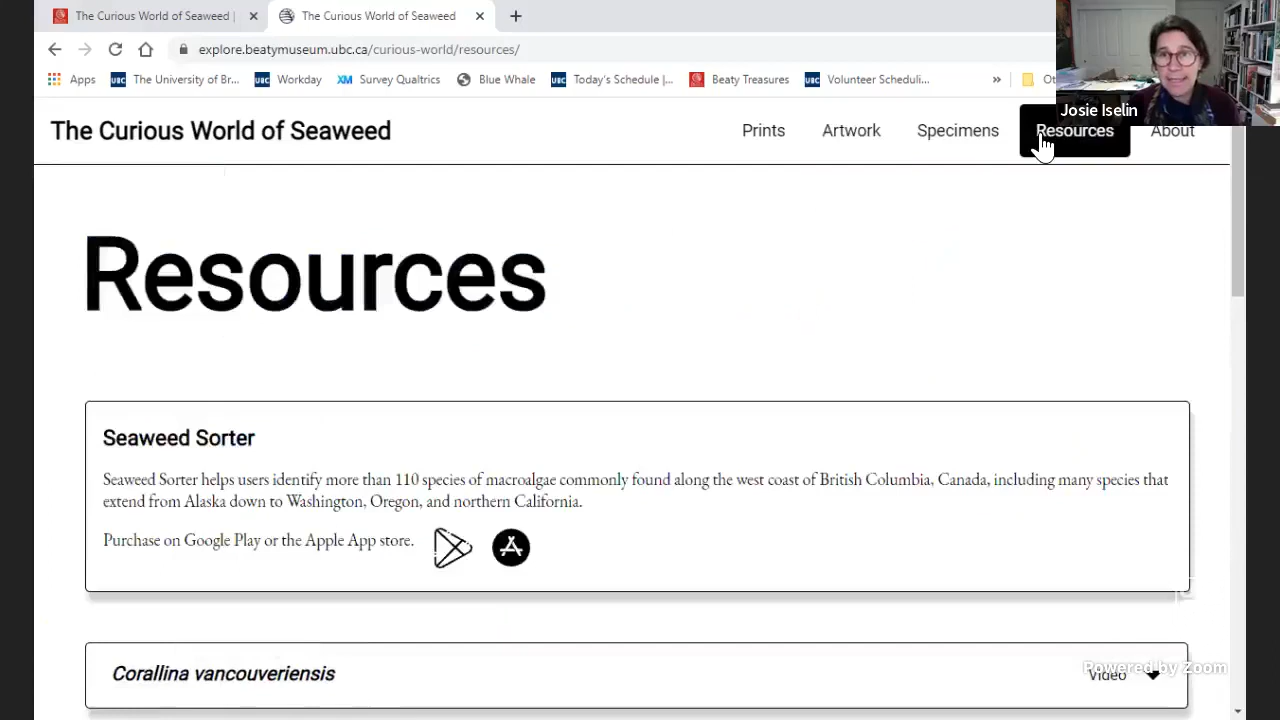 The Curious World of Seaweed |
The Curious World of Seaweed
explore.beatymuseum.ubc.ca/curious-world/resources/
Apps
UBC The University of Br...
UBC Workday
XM Survey Qualtrics
Blue Whale
UBC Today's Schedule |...
Beaty Treasures
UBC Volunteer Scheduli...
»
Josie Iselin
The Curious World of Seaweed
Prints
Artwork
Specimens
Resources
About
Resources
Seaweed Sorter
Seaweed Sorter helps users identify more than 110 species of macroalgae commonly found along the west coast of British Columbia, Canada, including many species that
extend from Alaska down to Washington, Oregon, and northern California.
Purchase on Google Play or the Apple App store.
Corallina vancouveriensis
Video
Powered by Zoom